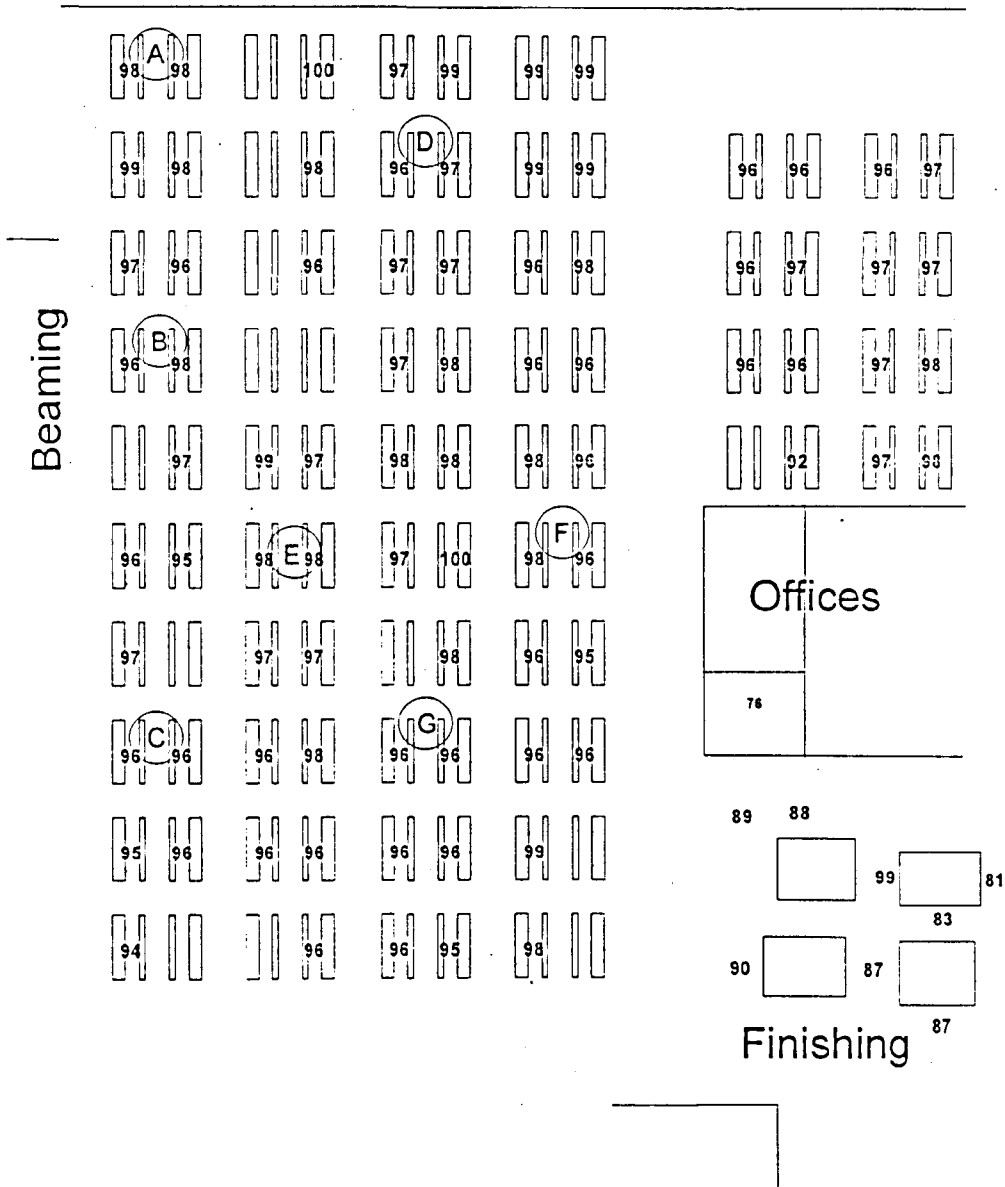 A
98 98 100 97 99 99 99
D
99 98 98 96 97 99 99 96 96 96 97
97 96 96 97 97 96 98 96 97 97 97
Beaming
B
96 98 97 98 96 96 96 96 97 98
97 99 97 98 98 98 96 92 97 98
F
96 95 98 E 98 97 100 98 96
Offices
97 97 97 98 96 95
76
C G
96 96 96 98 96 96 96 96
89 88
95 96 96 96 96 96 99 99 81
83
94 96 96 95 98 90 87
87
Finishing